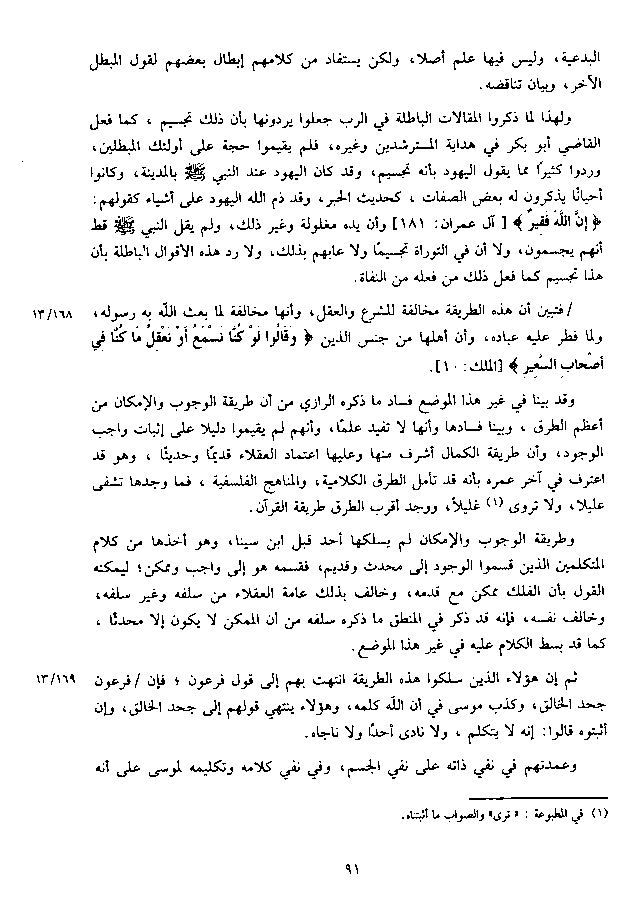 البدعية، وليس فيها علم أصلا، ولكن يستفاد من كلامهم إبطال بعضهم لقول المبطل
الآخر، وبيان تناقضه.
ولهذا لما ذكروا المقالات الباطلة في الرب جعلوا يردونها بأن ذلك تجسيم ، كما فعل
القاضي أبو بكر في هداية المسترشدين وغيره، فلم يقيموا حجة على أولئك المبطلين،
وردوا كثيرًا مما يقول اليهود بأنه تجسيم، وقد كان اليهود عند النبي ﷺ بالمدينة، وكانوا
أحيانًا يذكرون له بعض الصفات ، كحديث الحبر، وقد ذم الله اليهود على أشياء كقولهم:
﴿ إِنَّ اللَّهَ فَقِيرٌ ﴾ [ آل عمران: ١٨١] وأن يده مغلولة وغير ذلك، ولم يقل النبي ﷺ قط
أنهم يجسمون، ولا أن في التوراة تجسيمًا ولا عابهم بذلك، ولا رد هذه الأقوال الباطلة بأن
هذا تجسيم كما فعل ذلك من فعله من النفاة.
/ فتبين أن هذه الطريقة مخالفة للشرع والعقل، وأنها مخالفة لما بعث الله به رسوله، ١٣/١٦٨
ولما فطر عليه عباده، وأن أهلها من جنس الذين ﴿ وَقَالُوا لَوْ كُنَّا نَسْمَعُ أَوْ نَعْقِلُ مَا كُنَّا فِي
أَصْحَابِ السَّعِيرِ ﴾ [الملك: ١٠].
وقد بينا في غير هذا الموضع فساد ما ذكره الرازي من أن طريقة الوجوب والإمكان من
أعظم الطرق ، وبينا فسادها وأنها لا تفيد علمًا، وأنهم لم يقيموا دليلا على إثبات واجب
الوجود، وأن طريقة الكمال أشرف منها وعليها اعتماد العقلاء قديمًا وحديثًا ، وهو قد
اعترف في آخر عمره بأنه قد تأمل الطرق الكلامية، والمناهج الفلسفية ، فما وجدها تشفى
عليلا، ولا تروى (١) غليلاً، ووجد أقرب الطرق طريقة القرآن.
وطريقة الوجوب والإمكان لم يسلكها أحد قبل ابن سينا، وهو أخذها من كلام
المتكلمين الذين قسموا الوجود إلى محدث وقديم، فقسمه هو إلى واجب وممكن؛ ليمكنه
القول بأن الفلك ممكن مع قدمه، وخالف بذلك عامة العقلاء من سلفه وغير سلفه،
وخالف نفسه، فإنه قد ذكر في المنطق ما ذكره سلفه من أن الممكن لا يكون إلا محدثًا ،
كما قد بسط الكلام عليه في غير هذا الموضع.
ثم إن هؤلاء الذين سلكوا هذه الطريقة انتهت بهم إلى قول فرعون ؛ فإن / فرعون ١٣/١٦٩
جحد الخالق، وكذب موسى في أن الله كلمه، وهؤلاء ينتهي قولهم إلى جحد الخالق، وإن
أثبتوه قالوا: إنه لا يتكلم ، ولا نادى أحدًا ولا ناجاه.
وعمدتهم في نفي ذاته على نفي الجسم، وفي نفي كلامه وتكليمه لموسى على أنه
(١) في المطبوعة : « ترى» والصواب ما أثبتناه.
٩١